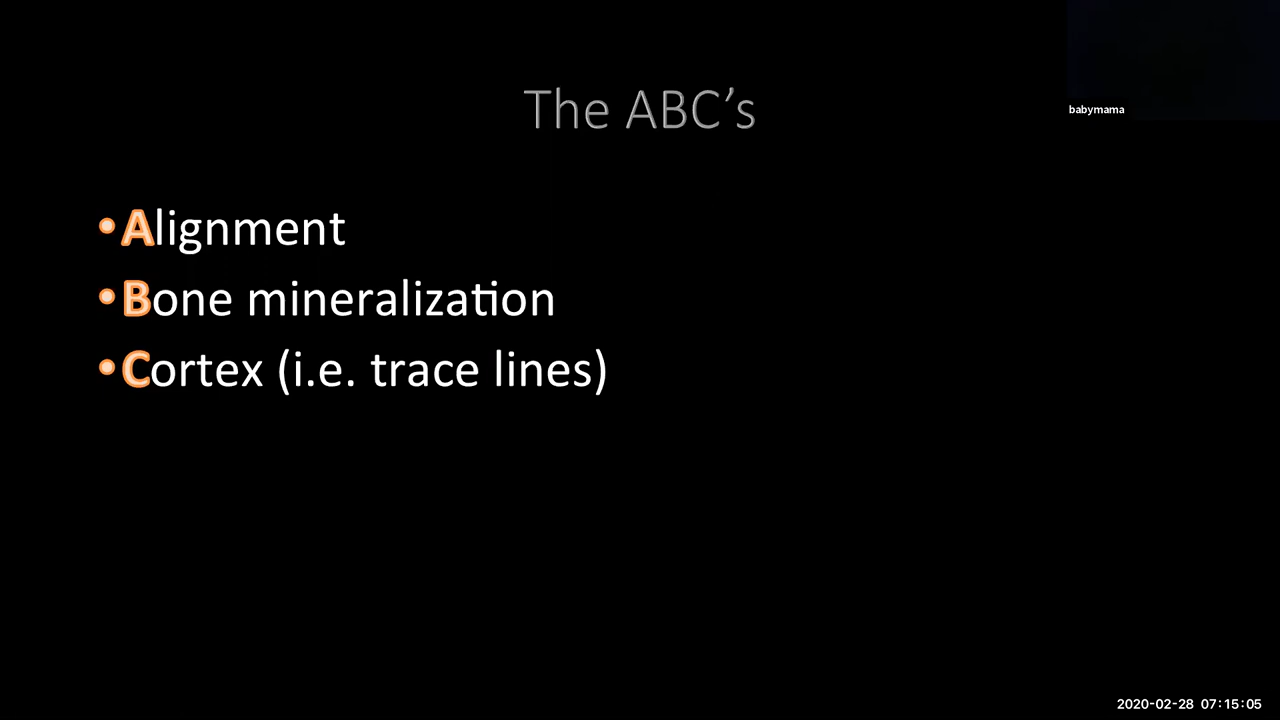 The ABC’s
babymama
•Alignment
•Bone mineralization
•Cortex (i.e. trace lines)
2020-02-28 07:15:05